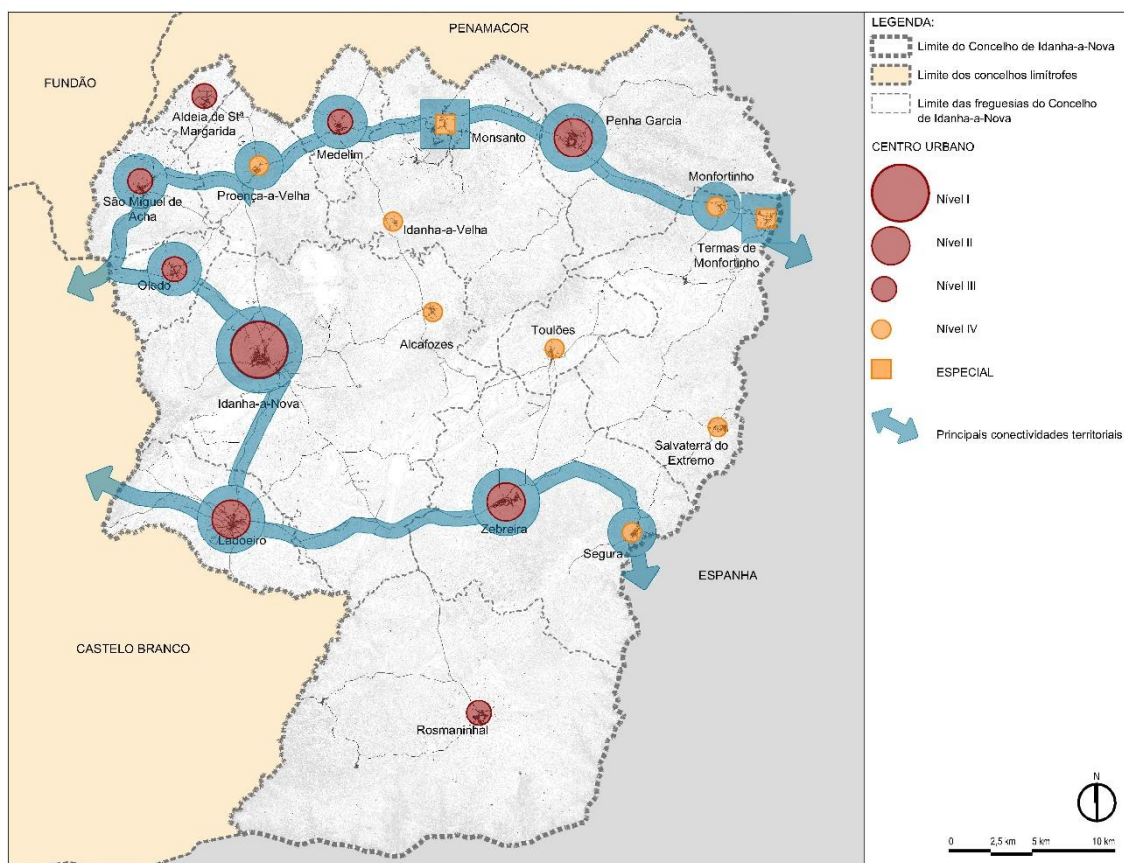 PENAMACOR
FUNDÃO
Aldeia de Stª
Margarida
Medelim
Monsanto
Penha Garcia
Monfortinho
São Miguel de
Acha
Proença-a-Velha
Idanha-a-Velha
Termas de
Monfortinho
Oledo
Alcafozes
Toulões
Idanha-a-Nova
Salvaterra do
Extremo
Ladoeiro
Zebreira
Segura
ESPANHA
CASTELO BRANCO
Rosmaninhal
LEGENDA:
Limite do Concelho de Idanha-a-Nova
Limite dos concelhos limítrofes
Limite das freguesias do Concelho
de Idanha-a-Nova
CENTRO URBANO
Nível I
Nível II
Nível III
Nível IV
ESPECIAL
Principais conectividades territoriais
N
0 2,5 km 5 km 10 km